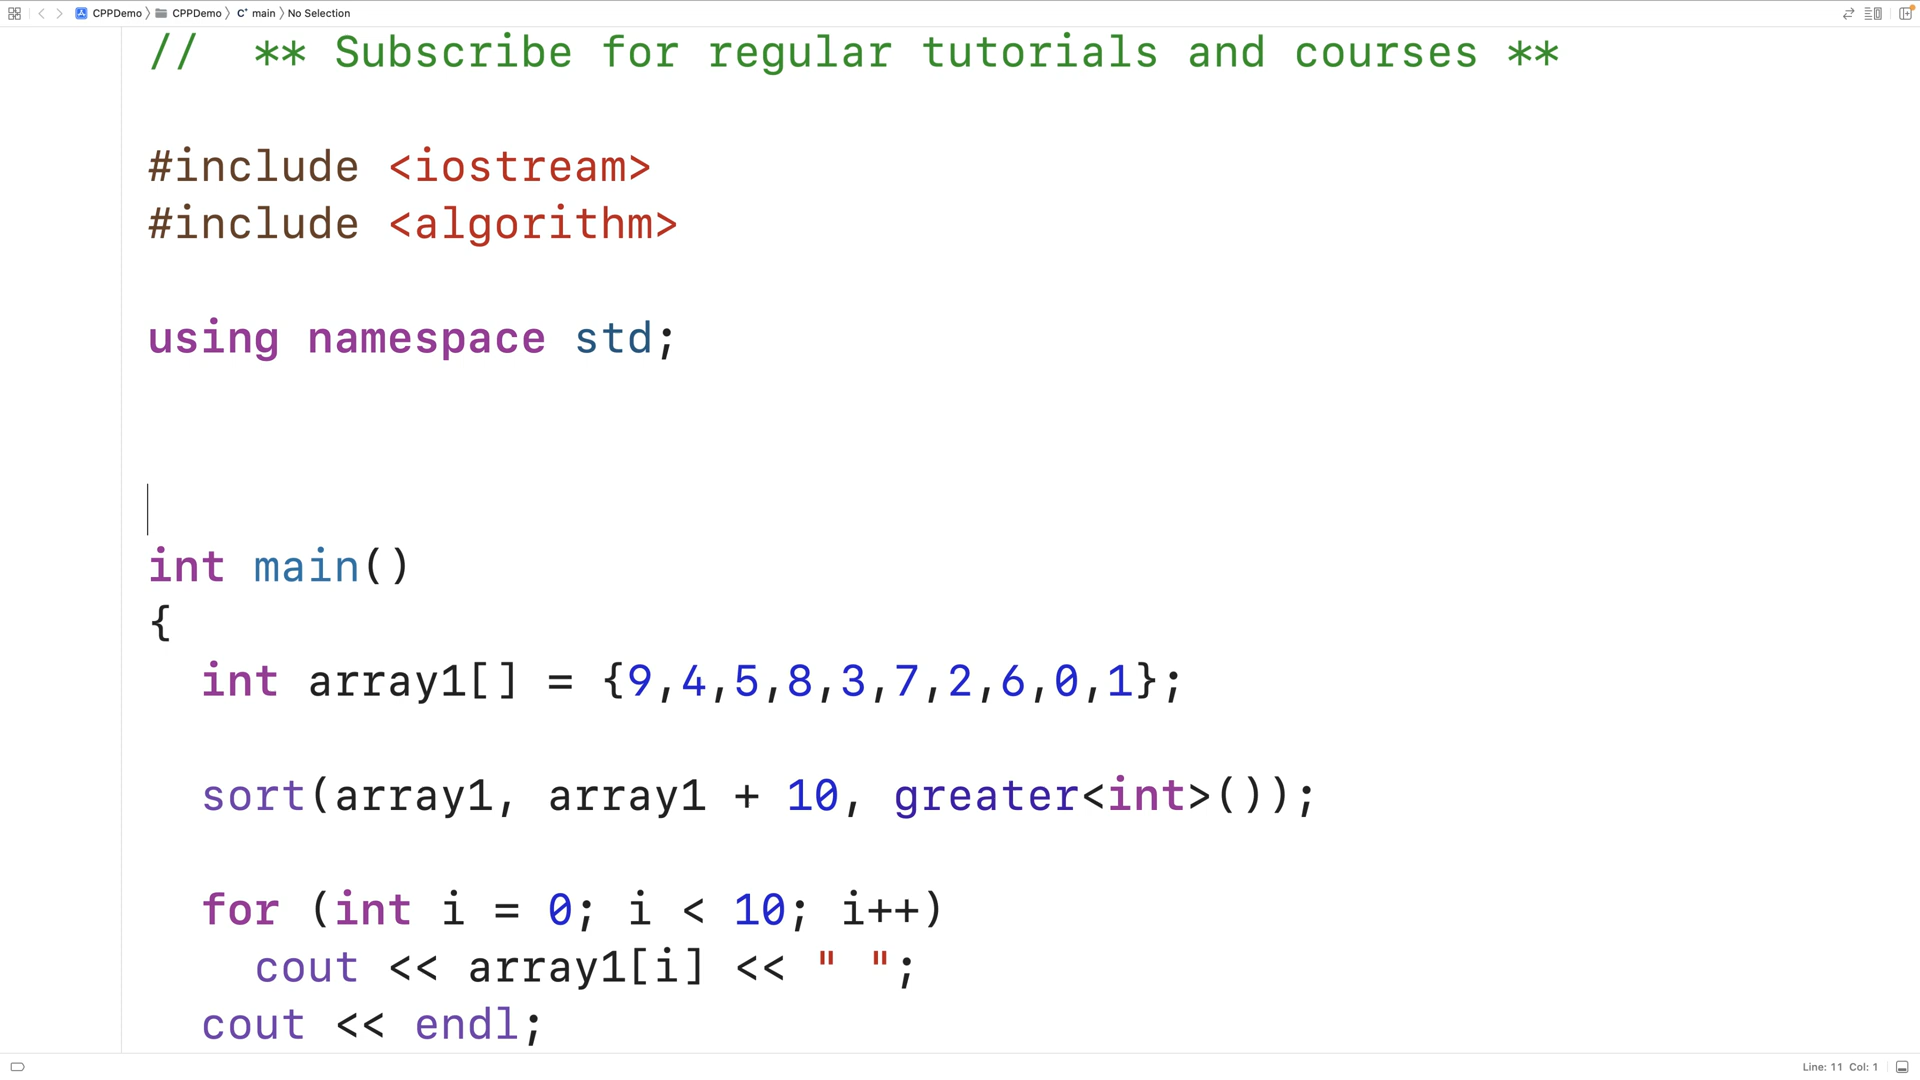 CPPDemo 〉 CPPDemo 〉 C⁺ main 〉 No Selection
//  ** Subscribe for regular tutorials and courses **
#include <iostream>
#include <algorithm>
using namespace std;
int main()
{
  int array1[] = {9,4,5,8,3,7,2,6,0,1};
  sort(array1, array1 + 10, greater<int>());
  for (int i = 0; i < 10; i++)
    cout << array1[i] << " ";
  cout << endl;
Line: 11  Col: 1